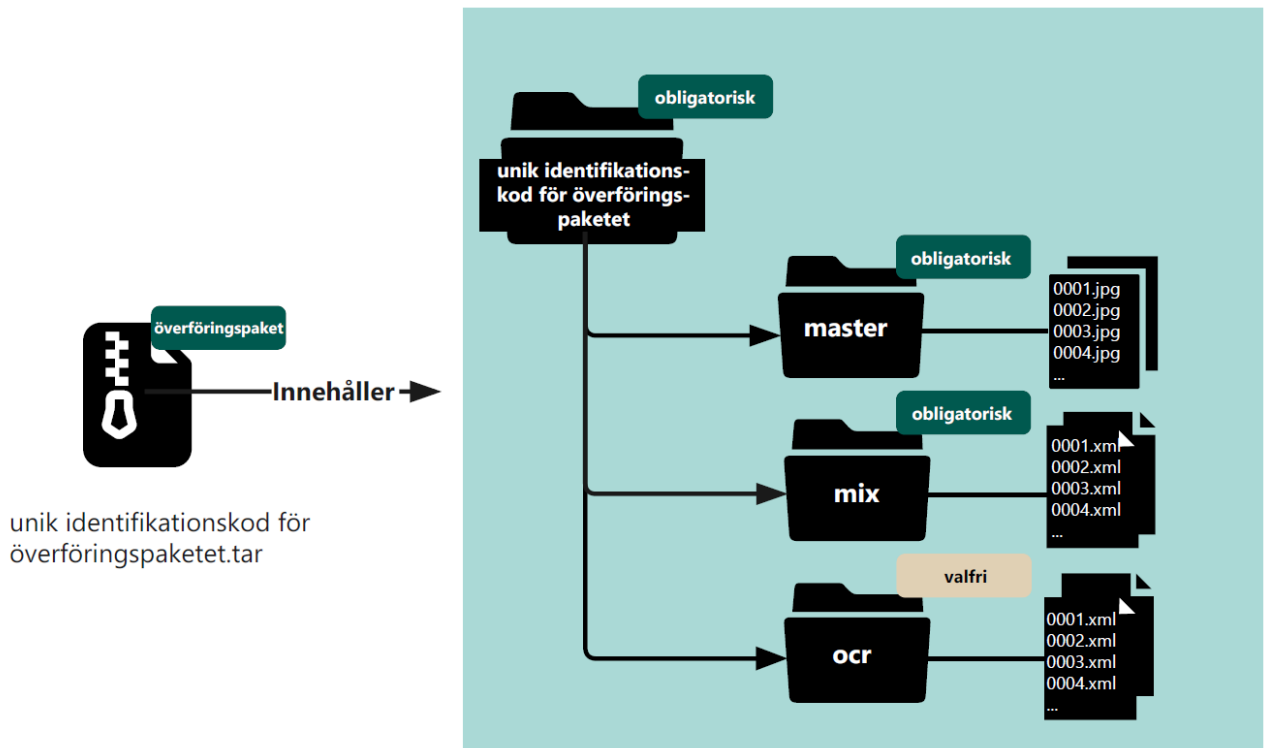 obligatorisk
unik identifikations-
kod för överförings-
paketet
obligatorisk
master
0001.jpg
0002.jpg
0003.jpg
0004.jpg
...
överföringspaket
Innehåller
unik identifikationskod för
överföringspaketet.tar
obligatorisk
mix
0001.xml
0002.xml
0003.xml
0004.xml
...
valfri
ocr
0001.xml
0002.xml
0003.xml
0004.xml
...